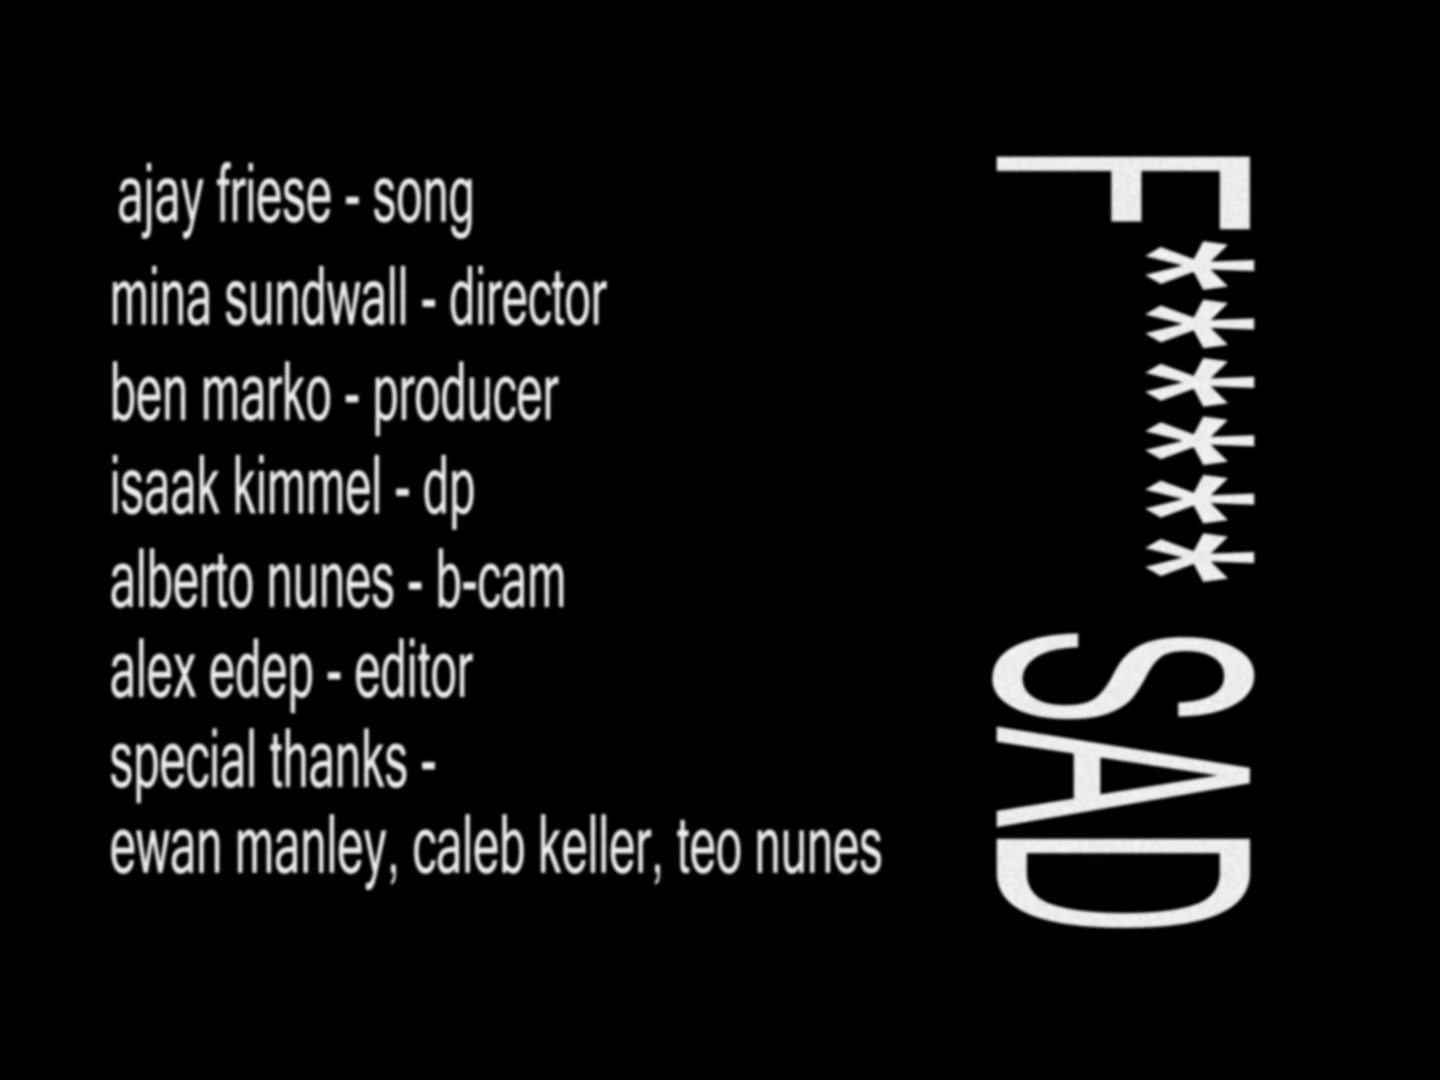 ajay friese - song
mina sundwall - director
ben marko - producer
isaak kimmel - dp
alberto nunes - b-cam
alex edep - editor
special thanks -
ewan manley, caleb keller, teo nunes
F****** SAD